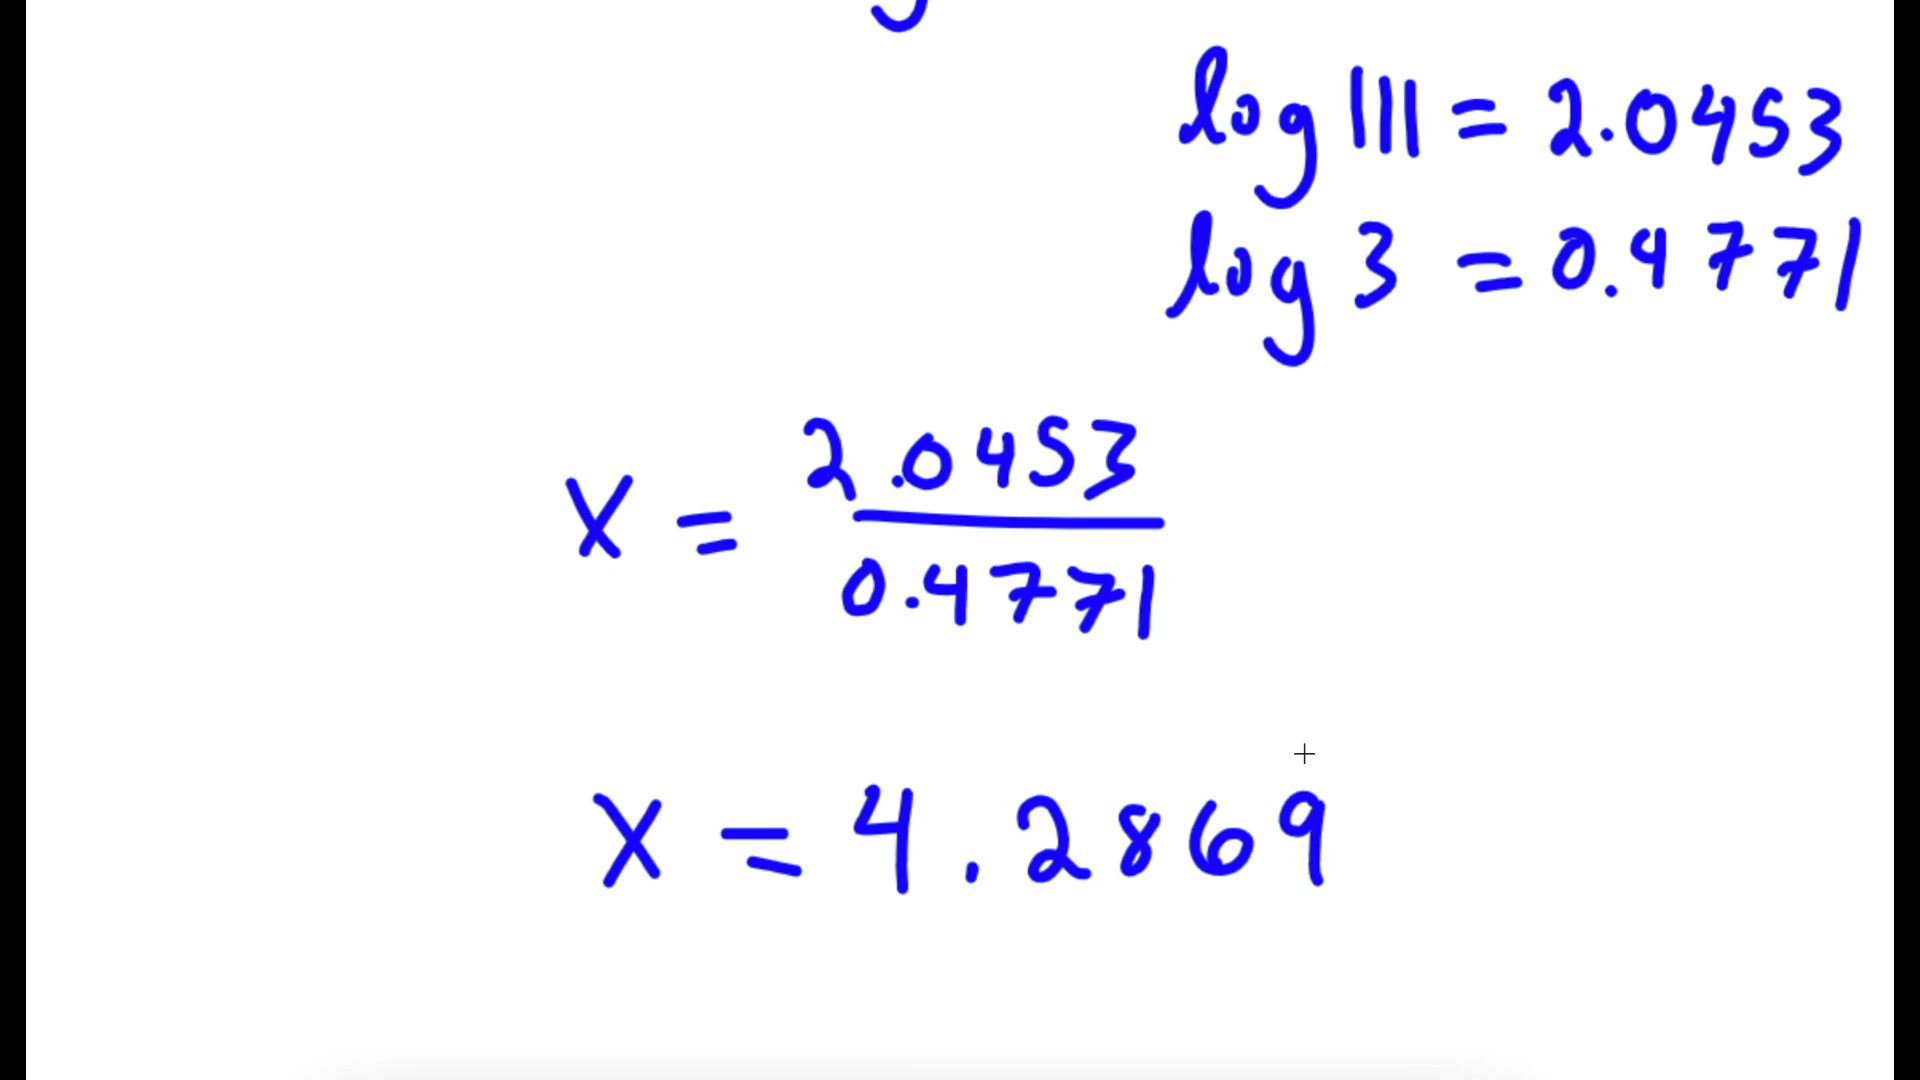 log 111 = 2.0453
log 3 = 0.4771
x = 2.0453
0.4771
x = 4.2869